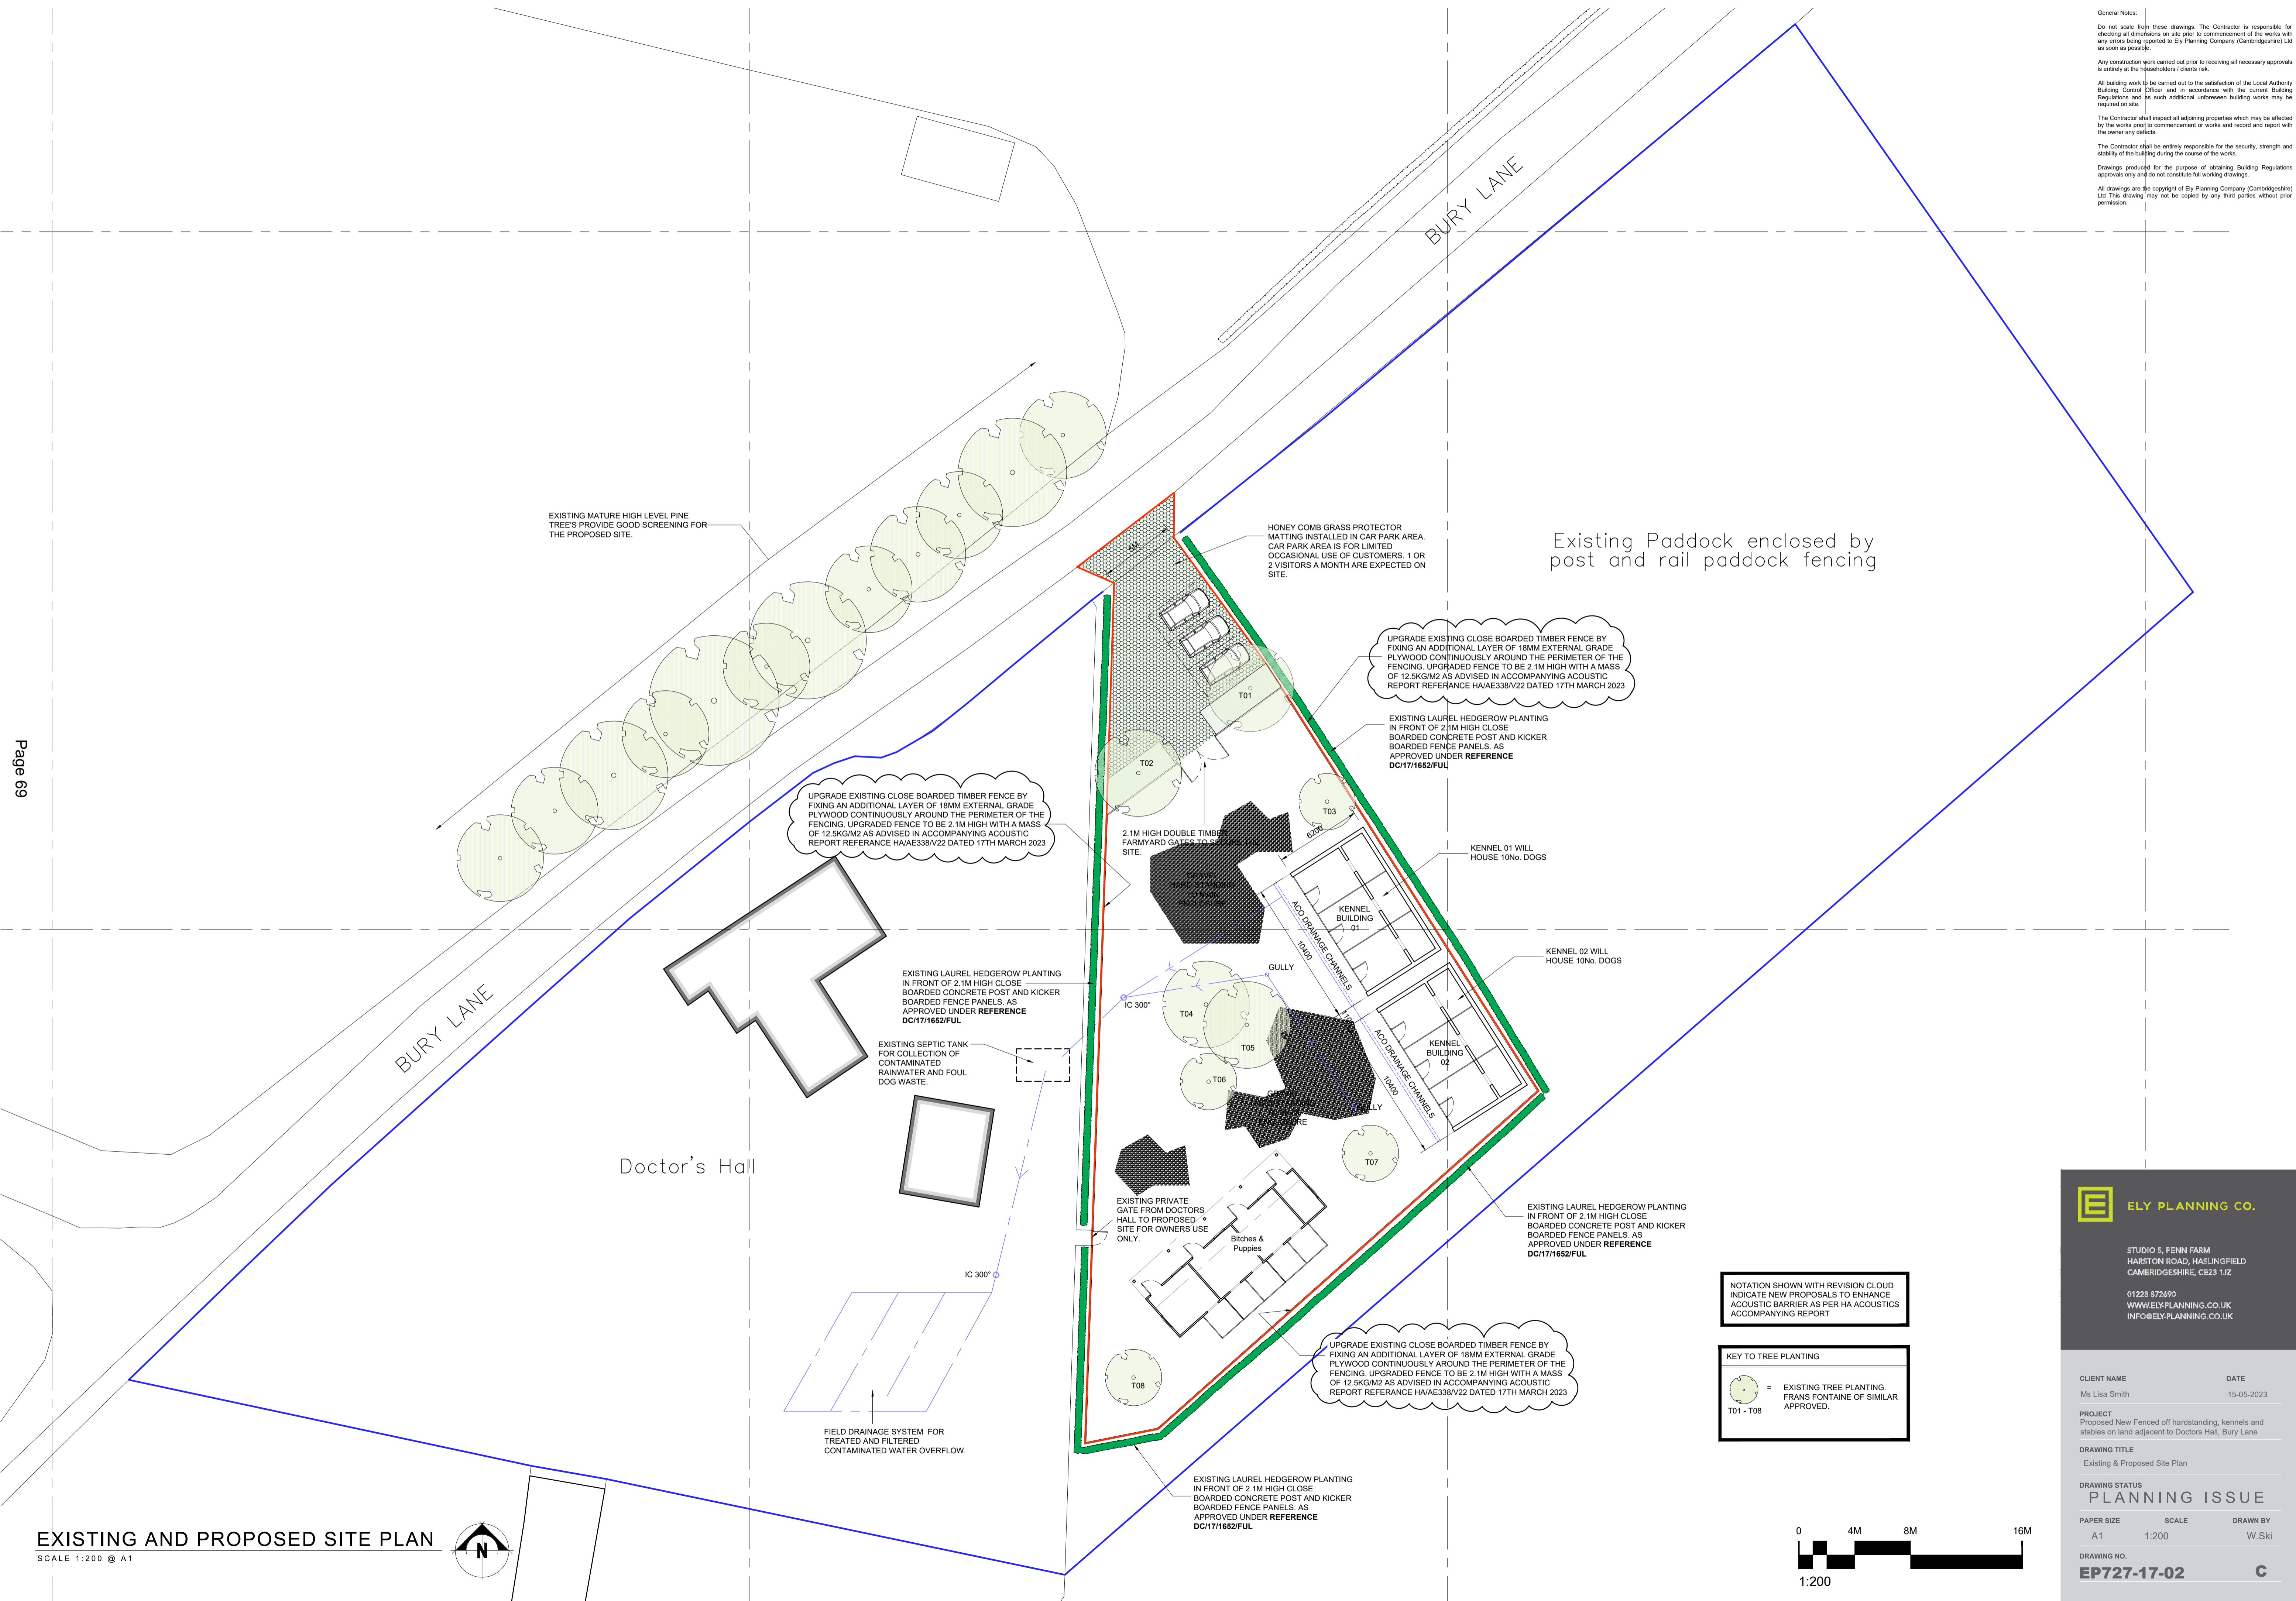 General Notes:
Do not scale from these drawings. The Contractor is responsible for
checking all dimensions on site prior to commencement of the works with
any errors being reported to Ely Planning Company (Cambridgeshire) Ltd
as soon as possible.
Any construction work carried out prior to receiving all necessary approvals
is entirely at the householders / clients risk.
All building work to be carried out to the satisfaction of the Local Authority
Building Control Officer and in accordance with the current Building
Regulations and as such additional unforeseen building works may be
required on site.
The Contractor shall inspect all adjoining properties which may be affected
by the works prior to commencement or works and record and report with
the owner any defects.
The Contractor shall be entirely responsible for the security, strength and
stability of the building during the course of the works.
Drawings produced for the purpose of obtaining Building Regulations
approvals only and do not constitute full working drawings.
All drawings are the copyright of Ely Planning Company (Cambridgeshire)
Ltd This drawing may not be copied by any third parties without prior
permission.
BURY LANE
EXISTING MATURE HIGH LEVEL PINE
TREE'S PROVIDE GOOD SCREENING FOR
THE PROPOSED SITE.
6M
HONEY COMB GRASS PROTECTOR
MATTING INSTALLED IN CAR PARK AREA.
CAR PARK AREA IS FOR LIMITED
OCCASIONAL USE OF CUSTOMERS. 1 OR
2 VISITORS A MONTH ARE EXPECTED ON
SITE.
Existing Paddock enclosed by
post and rail paddock fencing
UPGRADE EXISTING CLOSE BOARDED TIMBER FENCE BY
FIXING AN ADDITIONAL LAYER OF 18MM EXTERNAL GRADE
PLYWOOD CONTINUOUSLY AROUND THE PERIMETER OF THE
FENCING. UPGRADED FENCE TO BE 2.1M HIGH WITH A MASS
OF 12.5KG/M2 AS ADVISED IN ACCOMPANYING ACOUSTIC
REPORT REFERANCE HA/AE338/V22 DATED 17TH MARCH 2023
T01
EXISTING LAUREL HEDGEROW PLANTING
IN FRONT OF 2.1M HIGH CLOSE
BOARDED CONCRETE POST AND KICKER
BOARDED FENCE PANELS. AS
APPROVED UNDER REFERENCE
DC/17/1652/FUL
Page 69
T02
UPGRADE EXISTING CLOSE BOARDED TIMBER FENCE BY
FIXING AN ADDITIONAL LAYER OF 18MM EXTERNAL GRADE
PLYWOOD CONTINUOUSLY AROUND THE PERIMETER OF THE
FENCING. UPGRADED FENCE TO BE 2.1M HIGH WITH A MASS
OF 12.5KG/M2 AS ADVISED IN ACCOMPANYING ACOUSTIC
REPORT REFERANCE HA/AE338/V22 DATED 17TH MARCH 2023
T03
2.1M HIGH DOUBLE TIMBER
FARMYARD GATES TO SECURE THE
SITE.
6200
KENNEL 01 WILL
HOUSE 10No. DOGS
GRAVEL
HARD STANDING
TO MAIN
ENCLOSURE
KENNEL
BUILDING
01
ACO DRAINAGE CHANNELS
10400
KENNEL 02 WILL
HOUSE 10No. DOGS
GULLY
EXISTING LAUREL HEDGEROW PLANTING
IN FRONT OF 2.1M HIGH CLOSE
BOARDED CONCRETE POST AND KICKER
BOARDED FENCE PANELS. AS
APPROVED UNDER REFERENCE
DC/17/1652/FUL
IC 300°
T04
T05
BURY LANE
EXISTING SEPTIC TANK
FOR COLLECTION OF
CONTAMINATED
RAINWATER AND FOUL
DOG WASTE.
KENNEL
BUILDING
02
ACO DRAINAGE CHANNELS
10400
T06
GULLY
GRAVEL
HARD STANDING
TO MAIN
ENCLOSURE
T07
Doctor's Hall
EXISTING PRIVATE
GATE FROM DOCTORS
HALL TO PROPOSED
SITE FOR OWNERS USE
ONLY.
Bitches &
Puppies
EXISTING LAUREL HEDGEROW PLANTING
IN FRONT OF 2.1M HIGH CLOSE
BOARDED CONCRETE POST AND KICKER
BOARDED FENCE PANELS. AS
APPROVED UNDER REFERENCE
DC/17/1652/FUL
IC 300°
UPGRADE EXISTING CLOSE BOARDED TIMBER FENCE BY
FIXING AN ADDITIONAL LAYER OF 18MM EXTERNAL GRADE
PLYWOOD CONTINUOUSLY AROUND THE PERIMETER OF THE
FENCING. UPGRADED FENCE TO BE 2.1M HIGH WITH A MASS
OF 12.5KG/M2 AS ADVISED IN ACCOMPANYING ACOUSTIC
REPORT REFERANCE HA/AE338/V22 DATED 17TH MARCH 2023
T08
FIELD DRAINAGE SYSTEM FOR
TREATED AND FILTERED
CONTAMINATED WATER OVERFLOW.
EXISTING LAUREL HEDGEROW PLANTING
IN FRONT OF 2.1M HIGH CLOSE
BOARDED CONCRETE POST AND KICKER
BOARDED FENCE PANELS. AS
APPROVED UNDER REFERENCE
DC/17/1652/FUL
NOTATION SHOWN WITH REVISION CLOUD
INDICATE NEW PROPOSALS TO ENHANCE
ACOUSTIC BARRIER AS PER HA ACOUSTICS
ACCOMPANYING REPORT
KEY TO TREE PLANTING
= EXISTING TREE PLANTING.
FRANS FONTAINE OF SIMILAR
APPROVED.
T01 - T08
EXISTING AND PROPOSED SITE PLAN
SCALE 1:200 @ A1
N
0 4M 8M 16M
1:200
ELY PLANNING CO.
STUDIO 5, PENN FARM
HARSTON ROAD, HASLINGFIELD
CAMBRIDGESHIRE, CB23 1JZ
01223 872690
WWW.ELY-PLANNING.CO.UK
INFO@ELY-PLANNING.CO.UK
CLIENT NAME DATE
Ms Lisa Smith 15-05-2023
PROJECT
Proposed New Fenced off hardstanding, kennels and
stables on land adjacent to Doctors Hall, Bury Lane
DRAWING TITLE
Existing & Proposed Site Plan
DRAWING STATUS
PLANNING ISSUE
PAPER SIZE SCALE DRAWN BY
A1 1:200 W.Ski
DRAWING NO.
EP727-17-02 C